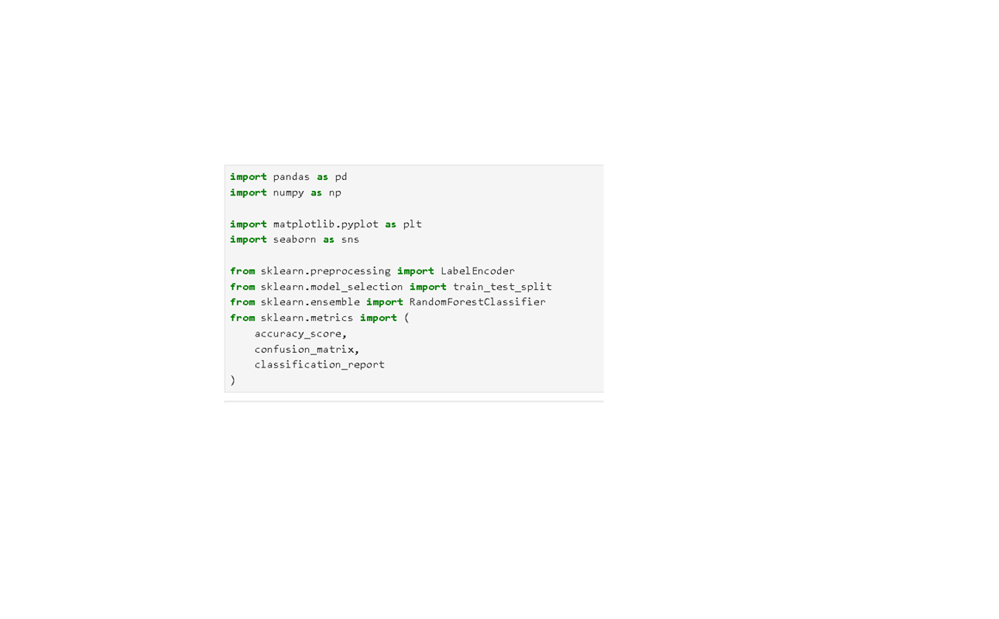 import pandas as pd
import numpy as np
import matplotlib.pyplot as plt
import seaborn as sns
from sklearn.preprocessing import LabelEncoder
from sklearn.model_selection import train_test_split
from sklearn.ensemble import RandomForestClassifier
from sklearn.metrics import (
    accuracy_score,
    confusion_matrix,
    classification_report
)